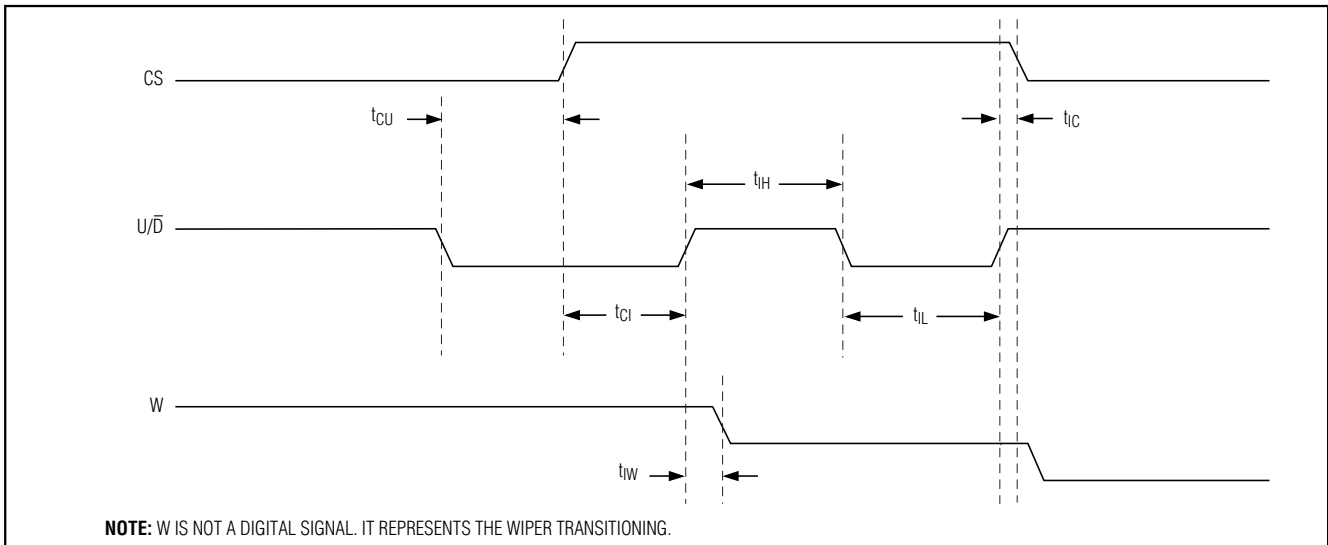 CS
tCU
tIC
tIH
U/D̅
tCI
tIL
W
tIW
NOTE: W IS NOT A DIGITAL SIGNAL. IT REPRESENTS THE WIPER TRANSITIONING.